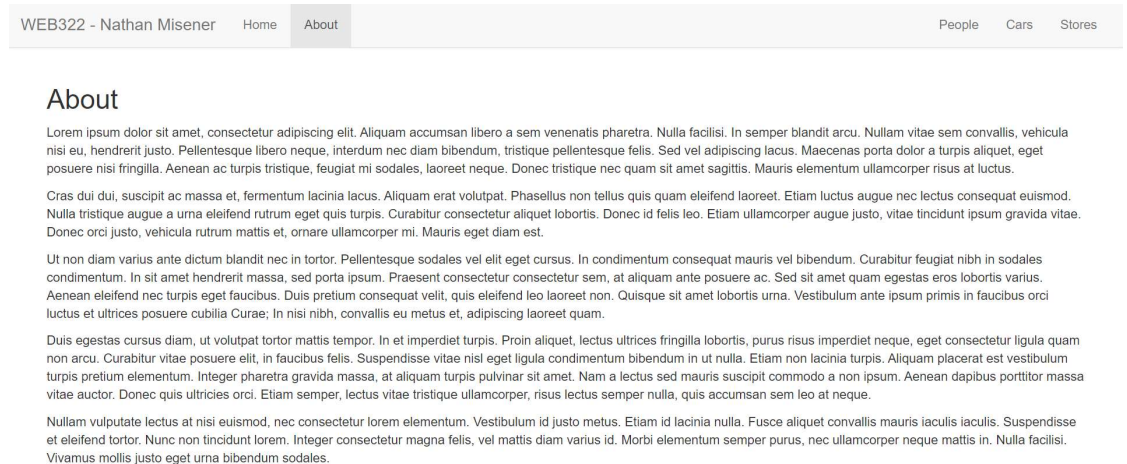 WEB322 - Nathan Misener Home About People Cars Stores
About
Lorem ipsum dolor sit amet, consectetur adipiscing elit. Aliquam accumsan libero a sem venenatis pharetra. Nulla facilisi. In semper blandit arcu. Nullam vitae sem convallis, vehicula
nisi eu, hendrerit justo. Pellentesque libero neque, interdum nec diam bibendum, tristique pellentesque felis. Sed vel adipiscing lacus. Maecenas porta dolor a turpis aliquet, eget
posuere nisi fringilla. Aenean ac turpis tristique, feugiat mi sodales, laoreet neque. Donec tristique nec quam sit amet sagittis. Mauris elementum ullamcorper risus at luctus.
Cras dui dui, suscipit ac massa et, fermentum lacinia lacus. Aliquam erat volutpat. Phasellus non tellus quis quam eleifend laoreet. Etiam luctus augue nec lectus consequat euismod.
Nulla tristique augue a urna eleifend rutrum eget quis turpis. Curabitur consectetur aliquet lobortis. Donec id felis leo. Etiam ullamcorper augue justo, vitae tincidunt ipsum gravida vitae.
Donec orci justo, vehicula rutrum mattis et, ornare ullamcorper mi. Mauris eget diam est.
Ut non diam varius ante dictum blandit nec in tortor. Pellentesque sodales vel elit eget cursus. In condimentum consequat mauris vel bibendum. Curabitur feugiat nibh in sodales
condimentum. In sit amet hendrerit massa, sed porta ipsum. Praesent consectetur consectetur sem, at aliquam ante posuere ac. Sed sit amet quam egestas eros lobortis varius.
Aenean eleifend nec turpis eget faucibus. Duis pretium consequat velit, quis eleifend leo laoreet non. Quisque sit amet lobortis urna. Vestibulum ante ipsum primis in faucibus orci
luctus et ultrices posuere cubilia Curae; In nisi nibh, convallis eu metus et, adipiscing laoreet quam.
Duis egestas cursus diam, ut volutpat tortor mattis tempor. In et imperdiet turpis. Proin aliquet, lectus ultrices fringilla lobortis, purus risus imperdiet neque, eget consectetur ligula quam
non arcu. Curabitur vitae posuere elit, in faucibus felis. Suspendisse vitae nisl eget ligula condimentum bibendum in ut nulla. Etiam non lacinia turpis. Aliquam placerat est vestibulum
turpis pretium elementum. Integer pharetra gravida massa, at aliquam turpis pulvinar sit amet. Nam a lectus sed mauris suscipit commodo a non ipsum. Aenean dapibus porttitor massa
vitae auctor. Donec quis ultricies orci. Etiam semper, lectus vitae tristique ullamcorper, risus lectus semper nulla, quis accumsan sem leo at neque.
Nullam vulputate lectus at nisi euismod, nec consectetur lorem elementum. Vestibulum id justo metus. Etiam id lacinia nulla. Fusce aliquet convallis mauris iaculis iaculis. Suspendisse
et eleifend tortor. Nunc non tincidunt lorem. Integer consectetur magna felis, vel mattis diam varius id. Morbi elementum semper purus, nec ullamcorper neque mattis in. Nulla facilisi.
Vivamus mollis justo eget urna bibendum sodales.